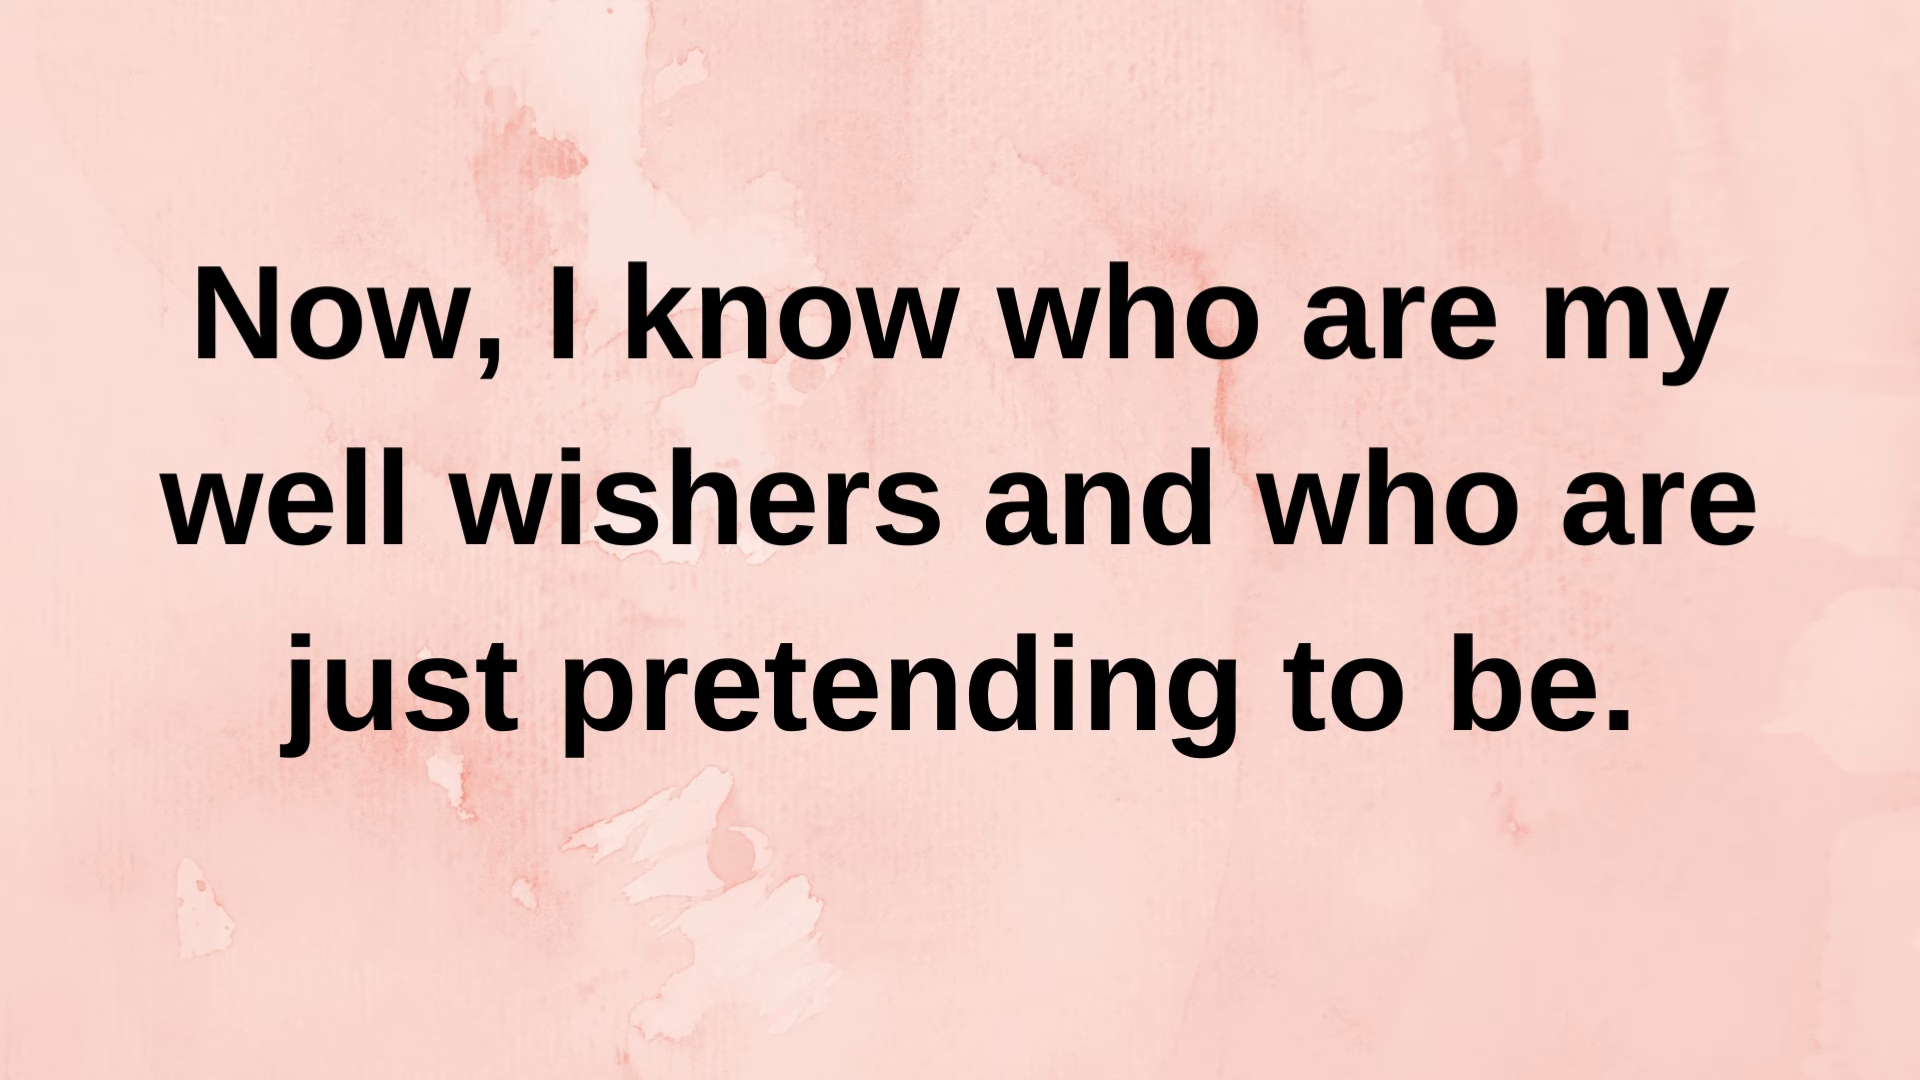 Now, I know who are my
well wishers and who are
just pretending to be.